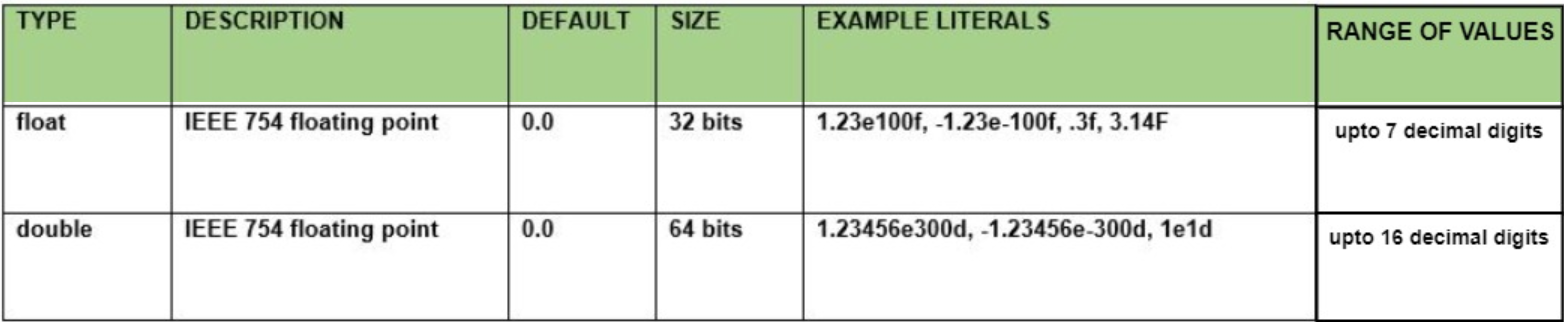 TYPE DESCRIPTION DEFAULT SIZE EXAMPLE LITERALS RANGE OF VALUES
float IEEE 754 floating point 0.0 32 bits 1.23e100f, -1.23e-100f, .3f, 3.14F upto 7 decimal digits
double IEEE 754 floating point 0.0 64 bits 1.23456e300d, -1.23456e-300d, 1e1d upto 16 decimal digits